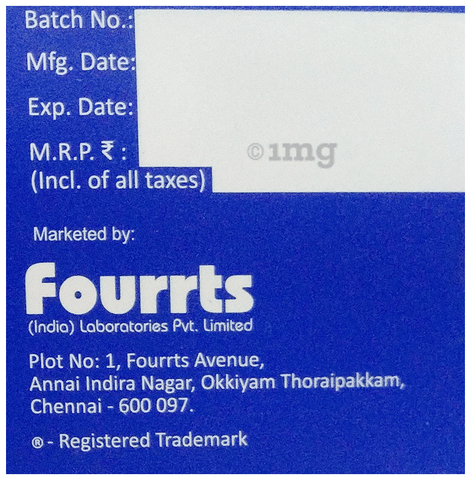 Batch No.:
Mfg. Date:
Exp. Date:
M.R.P. ₹ :
©1mg
(Incl. of all taxes)
Marketed by:
Fourrts
(India) Laboratories Pvt. Limited
Plot No: 1, Fourrts Avenue,
Annai Indira Nagar, Okkiyam Thoraipakkam,
Chennai - 600 097.
® - Registered Trademark